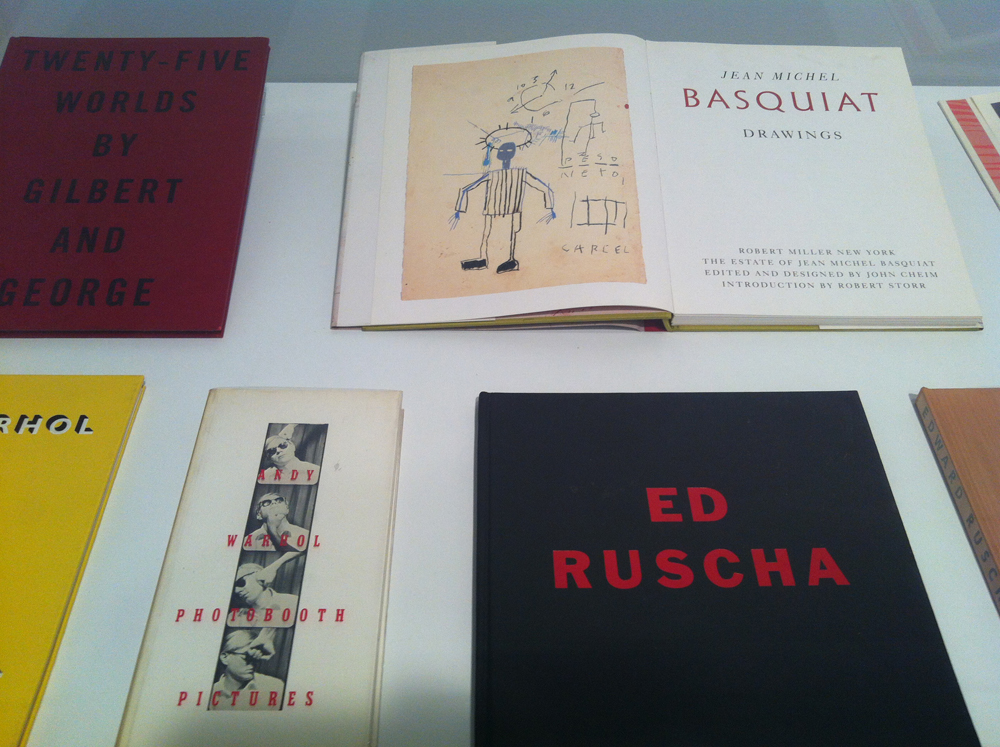 TWENTY-FIVE
WORLDS
BY
GILBERT
AND
GEORGE
JEAN MICHEL
BASQUIAT
DRAWINGS
ROBERT MILLER NEW YORK
THE ESTATE OF JEAN MICHEL BASQUIAT
EDITED AND DESIGNED BY JOHN CHEIM
INTRODUCTION BY ROBERT STORR
CARCEL
RHOL
ANDY
WARHOL
PHOTOBOOTH
PICTURES
ED
RUSCHA
EDWARD RUSCHA